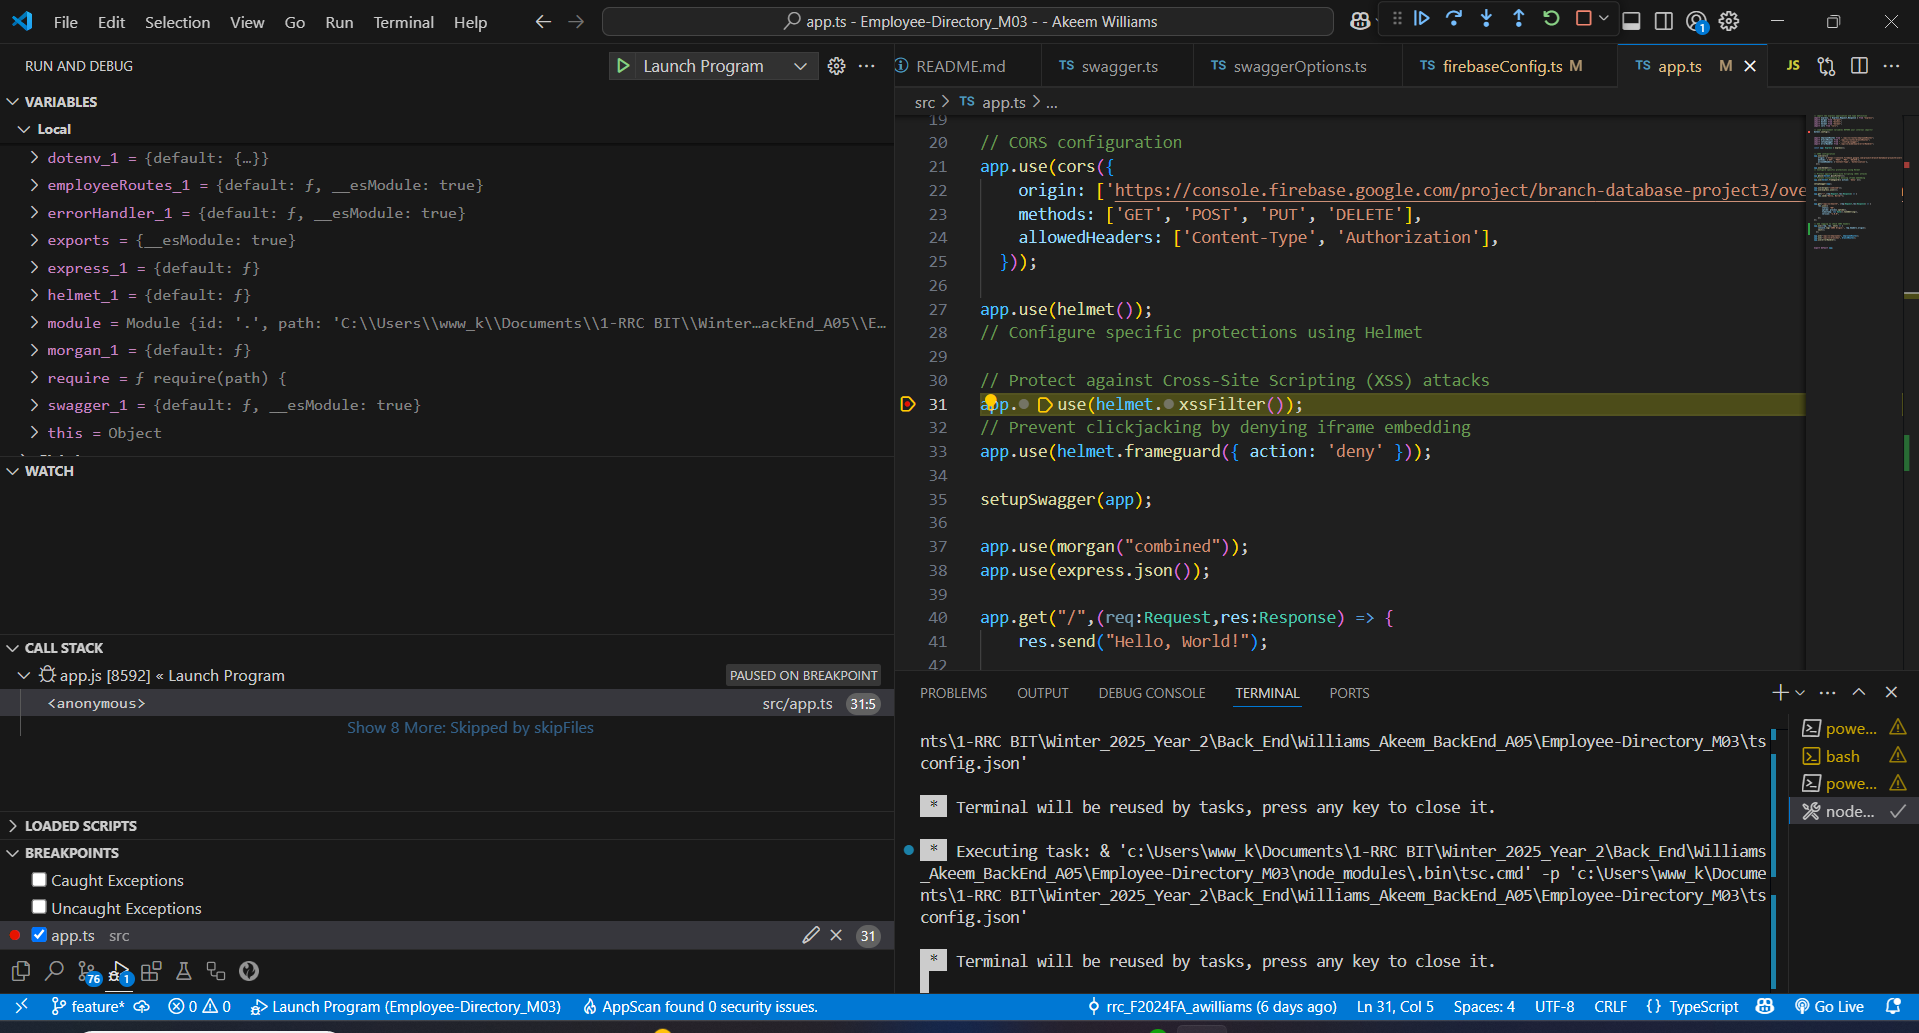 File Edit Selection View Go Run Terminal Help
app.ts - Employee-Directory_M03 - - Akeem Williams
1
RUN AND DEBUG
Launch Program
VARIABLES
Local
dotenv_1 = {default: {…}}
employeeRoutes_1 = {default: ƒ, __esModule: true}
errorHandler_1 = {default: ƒ, __esModule: true}
exports = {__esModule: true}
express_1 = {default: ƒ}
helmet_1 = {default: ƒ}
module = Module {id: '.', path: 'C:\\Users\\www_k\\Documents\\1-RRC BIT\\Winter…ackEnd_A05\\E…
morgan_1 = {default: ƒ}
require = ƒ require(path) {
swagger_1 = {default: ƒ, __esModule: true}
this = Object
WATCH
CALL STACK
app.js [8592] « Launch Program PAUSED ON BREAKPOINT
<anonymous> src/app.ts 31:5
Show 8 More: Skipped by skipFiles
LOADED SCRIPTS
BREAKPOINTS
Caught Exceptions
Uncaught Exceptions
app.ts src 31
76 1
README.md TS swagger.ts TS swaggerOptions.ts TS firebaseConfig.ts M TS app.ts M JS
src > TS app.ts > ...
19
20 // CORS configuration
21 app.use(cors({
22 origin: ['https://console.firebase.google.com/project/branch-database-project3/ove
23 methods: ['GET', 'POST', 'PUT', 'DELETE'],
24 allowedHeaders: ['Content-Type', 'Authorization'],
25 }));
26
27 app.use(helmet());
28 // Configure specific protections using Helmet
29
30 // Protect against Cross-Site Scripting (XSS) attacks
31 app.use(helmet.xssFilter());
32 // Prevent clickjacking by denying iframe embedding
33 app.use(helmet.frameguard({ action: 'deny' }));
34
35 setupSwagger(app);
36
37 app.use(morgan("combined"));
38 app.use(express.json());
39
40 app.get("/",(req:Request,res:Response) => {
41 res.send("Hello, World!");
42
PROBLEMS OUTPUT DEBUG CONSOLE TERMINAL PORTS
nts\1-RRC BIT\Winter_2025_Year_2\Back_End\Williams_Akeem_BackEnd_A05\Employee-Directory_M03\ts
config.json'
* Terminal will be reused by tasks, press any key to close it.
* Executing task: & 'c:\Users\www_k\Documents\1-RRC BIT\Winter_2025_Year_2\Back_End\Williams
_Akeem_BackEnd_A05\Employee-Directory_M03\node_modules\.bin\tsc.cmd' -p 'c:\Users\www_k\Docume
nts\1-RRC BIT\Winter_2025_Year_2\Back_End\Williams_Akeem_BackEnd_A05\Employee-Directory_M03\ts
config.json'
* Terminal will be reused by tasks, press any key to close it.
powe...
bash
powe...
node...
feature* 0 0 Launch Program (Employee-Directory_M03) AppScan found 0 security issues. rrc_F2024FA_awilliams (6 days ago) Ln 31, Col 5 Spaces: 4 UTF-8 CRLF {} TypeScript Go Live